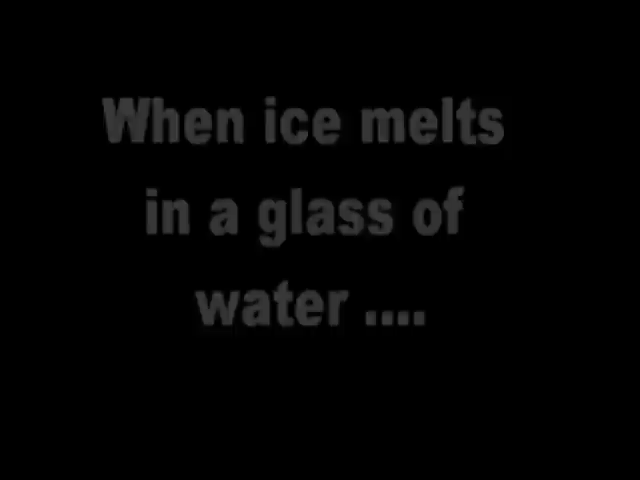 When ice melts
in a glass of
water ....